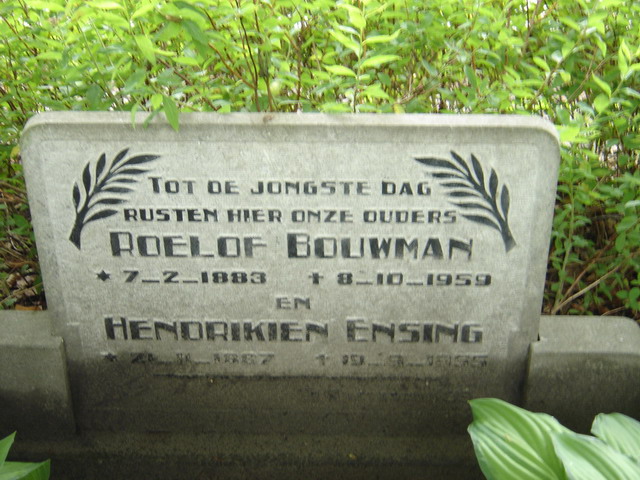 TOT DE JONGSTE DAG
RUSTEN HIER ONZE OUDERS
ROELOF BOUWMAN
* 7-2-1883 † 8-10-1959
EN
HENDRIKIEN ENSING